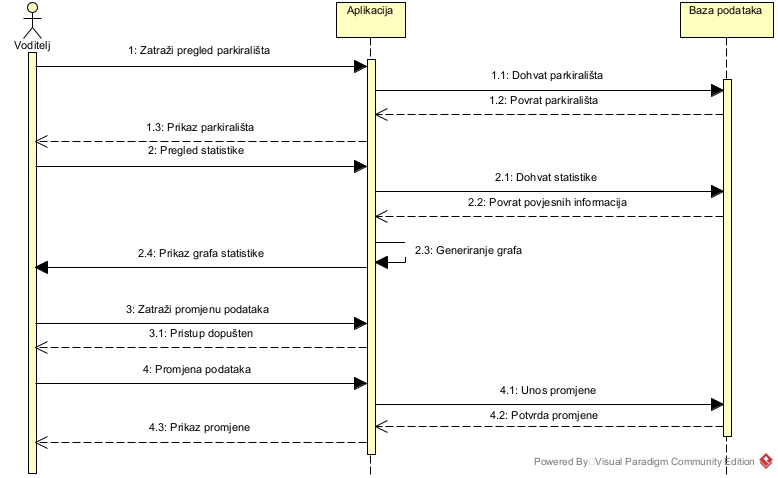 Voditelj
Aplikacija
Baza podataka
1: Zatraži pregled parkirališta
1.1: Dohvat parkirališta
1.2: Povrat parkirališta
1.3: Prikaz parkirališta
2: Pregled statistike
2.1: Dohvat statistike
2.2: Povrat povjesnih informacija
2.3: Generiranje grafa
2.4: Prikaz grafa statistike
3: Zatraži promjenu podataka
3.1: Pristup dopušten
4: Promjena podataka
4.1: Unos promjene
4.2: Potvrda promjene
4.3: Prikaz promjene
Powered By Visual Paradigm Community Edition